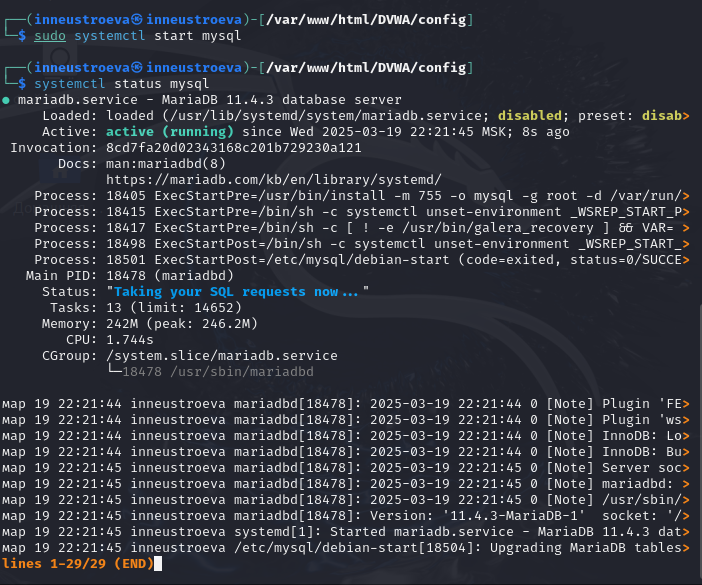 ┌──(inneustroeva㉿inneustroeva)-[/var/www/html/DVWA/config]
└─$ sudo systemctl start mysql
┌──(inneustroeva㉿inneustroeva)-[/var/www/html/DVWA/config]
└─$ systemctl status mysql
● mariadb.service - MariaDB 11.4.3 database server
Loaded: loaded (/usr/lib/systemd/system/mariadb.service; disabled; preset: disab>
Active: active (running) since Wed 2025-03-19 22:21:45 MSK; 8s ago
Invocation: 8cd7fa20d02343168c201b729230a121
Docs: man:mariadbd(8)
https://mariadb.com/kb/en/library/systemd/
Process: 18405 ExecStartPre=/usr/bin/install -m 755 -o mysql -g root -d /var/run/>
Process: 18415 ExecStartPre=/bin/sh -c systemctl unset-environment _WSREP_START_P>
Process: 18417 ExecStartPre=/bin/sh -c [ ! -e /usr/bin/galera_recovery ] && VAR= >
Process: 18498 ExecStartPost=/bin/sh -c systemctl unset-environment _WSREP_START_>
Process: 18501 ExecStartPost=/etc/mysql/debian-start (code=exited, status=0/SUCCE>
Main PID: 18478 (mariadbd)
Status: "Taking your SQL requests now..."
Tasks: 13 (limit: 14652)
Memory: 242M (peak: 246.2M)
CPU: 1.744s
CGroup: /system.slice/mariadb.service
└─18478 /usr/sbin/mariadbd
мар 19 22:21:44 inneustroeva mariadbd[18478]: 2025-03-19 22:21:44 0 [Note] Plugin 'FE>
мар 19 22:21:44 inneustroeva mariadbd[18478]: 2025-03-19 22:21:44 0 [Note] Plugin 'ws>
мар 19 22:21:44 inneustroeva mariadbd[18478]: 2025-03-19 22:21:44 0 [Note] InnoDB: Lo>
мар 19 22:21:44 inneustroeva mariadbd[18478]: 2025-03-19 22:21:44 0 [Note] InnoDB: Bu>
мар 19 22:21:45 inneustroeva mariadbd[18478]: 2025-03-19 22:21:45 0 [Note] Server soc>
мар 19 22:21:45 inneustroeva mariadbd[18478]: 2025-03-19 22:21:45 0 [Note] mariadbd: >
мар 19 22:21:45 inneustroeva mariadbd[18478]: 2025-03-19 22:21:45 0 [Note] /usr/sbin/>
мар 19 22:21:45 inneustroeva mariadbd[18478]: Version: '11.4.3-MariaDB-1'  socket: '/>
мар 19 22:21:45 inneustroeva systemd[1]: Started mariadb.service - MariaDB 11.4.3 dat>
мар 19 22:21:45 inneustroeva /etc/mysql/debian-start[18504]: Upgrading MariaDB tables>
lines 1-29/29 (END)